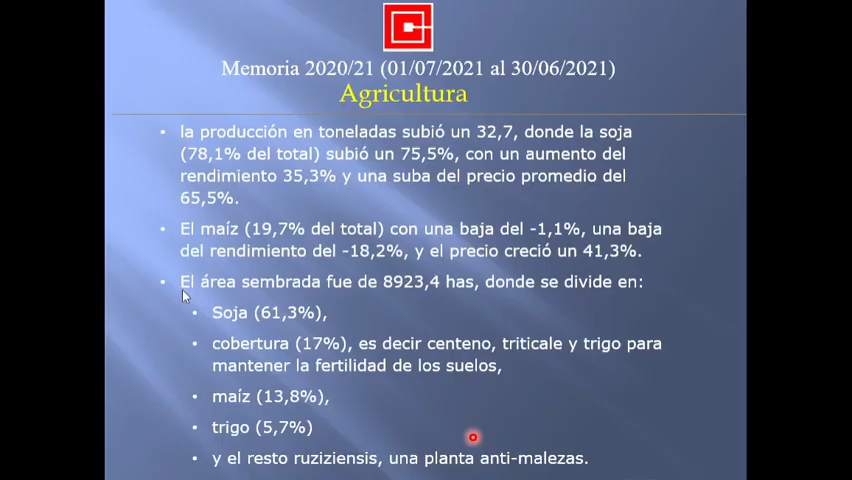 Memoria 2020/21 (01/07/2021 al 30/06/2021)
Agricultura
• la producción en toneladas subió un 32,7, donde la soja
(78,1% del total) subió un 75,5%, con un aumento del
rendimiento 35,3% y una suba del precio promedio del
65,5%.
• El maíz (19,7% del total) con una baja del -1,1%, una baja
del rendimiento del -18,2%, y el precio creció un 41,3%.
• El área sembrada fue de 8923,4 has, donde se divide en:
• Soja (61,3%),
• cobertura (17%), es decir centeno, triticale y trigo para
mantener la fertilidad de los suelos,
• maíz (13,8%),
• trigo (5,7%)
• y el resto ruziziensis, una planta anti-malezas.